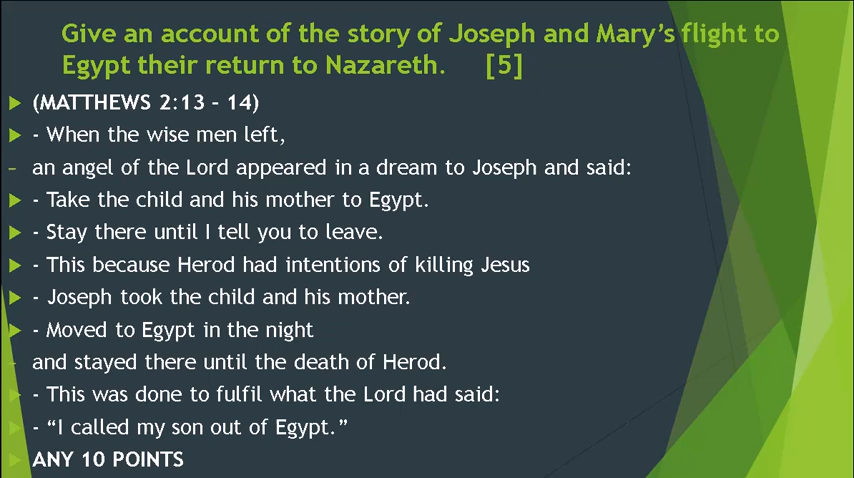 Give an account of the story of Joseph and Mary’s flight to
Egypt their return to Nazareth. [5]
(MATTHEWS 2:13 – 14)
- When the wise men left,
– an angel of the Lord appeared in a dream to Joseph and said:
- Take the child and his mother to Egypt.
- Stay there until I tell you to leave.
- This because Herod had intentions of killing Jesus
- Joseph took the child and his mother.
- Moved to Egypt in the night
– and stayed there until the death of Herod.
- This was done to fulfil what the Lord had said:
- “I called my son out of Egypt.”
ANY 10 POINTS